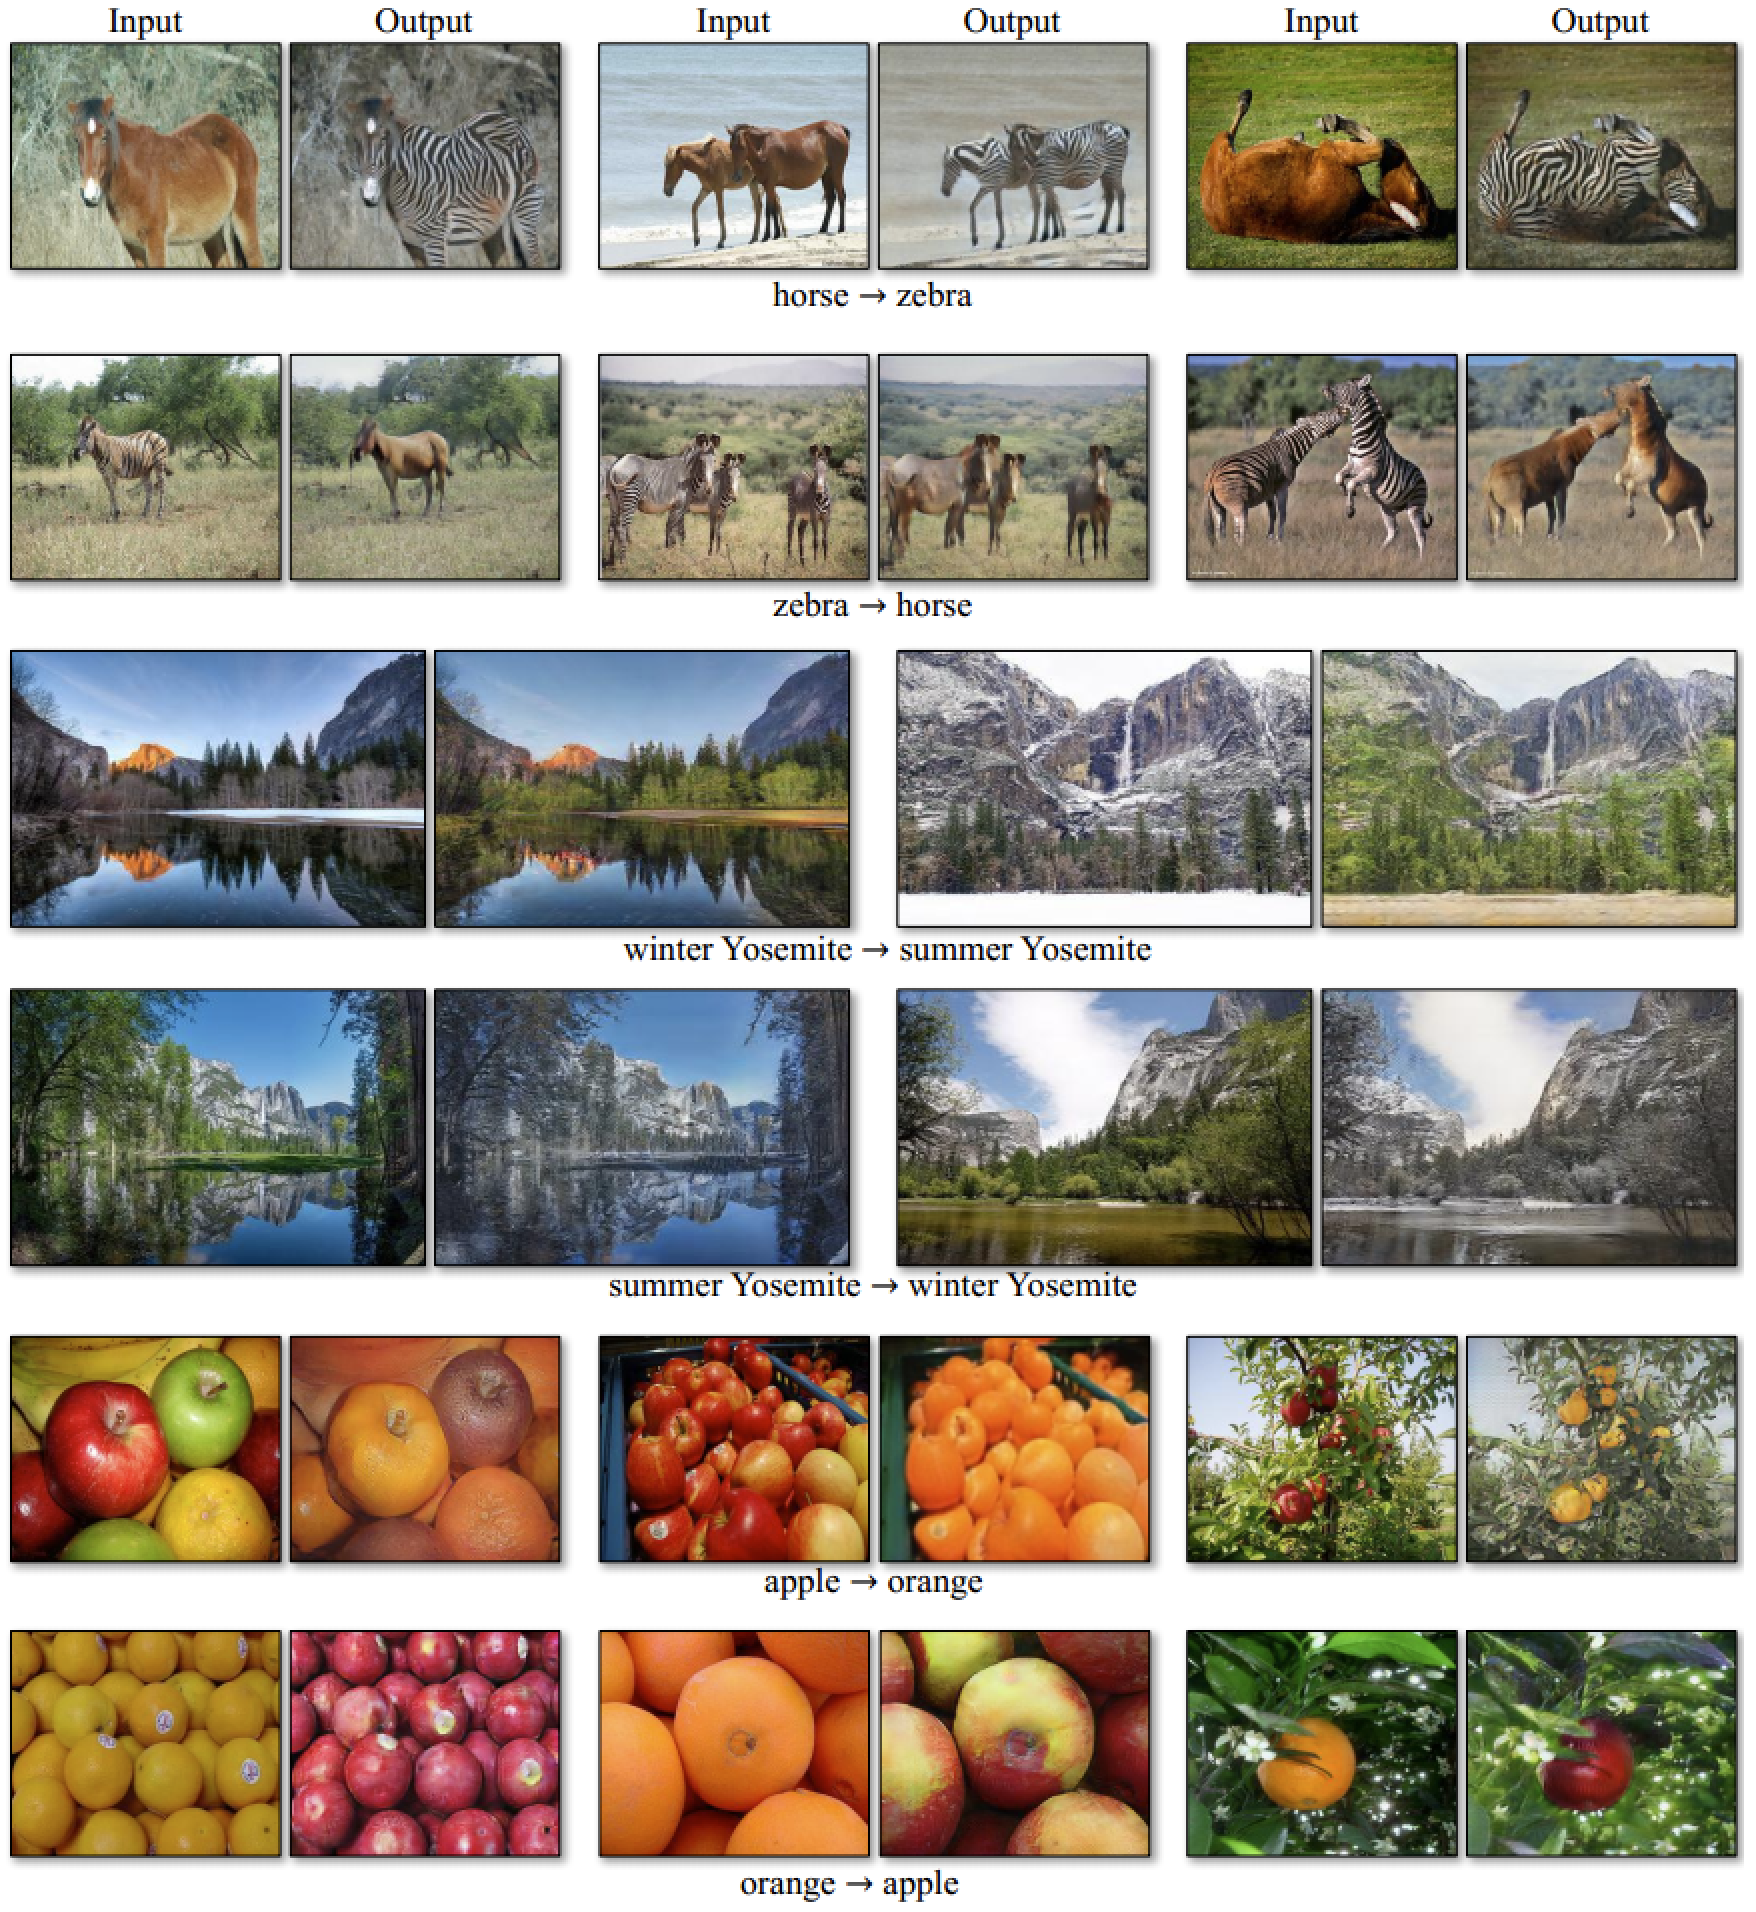 Input Output Input Output Input Output
horse → zebra
zebra → horse
winter Yosemite → summer Yosemite
summer Yosemite → winter Yosemite
apple → orange
orange → apple